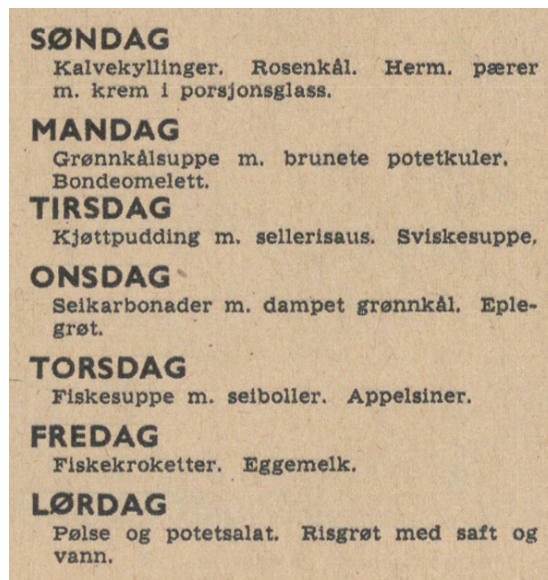 SØNDAG
Kalvekyllinger. Rosenkål. Herm. pærer
m. krem i porsjonsglass.
MANDAG
Grønnkålsuppe m. brunete potetkuler.
Bondeomelett.
TIRSDAG
Kjøttpudding m. sellerisaus. Sviskesuppe.
ONSDAG
Seikarbonader m. dampet grønnkål. Eple-
grøt.
TORSDAG
Fiskesuppe m. seiboller. Appelsiner.
FREDAG
Fiskekroketter. Eggemelk.
LØRDAG
Pølse og potetsalat. Risgrøt med saft og
vann.